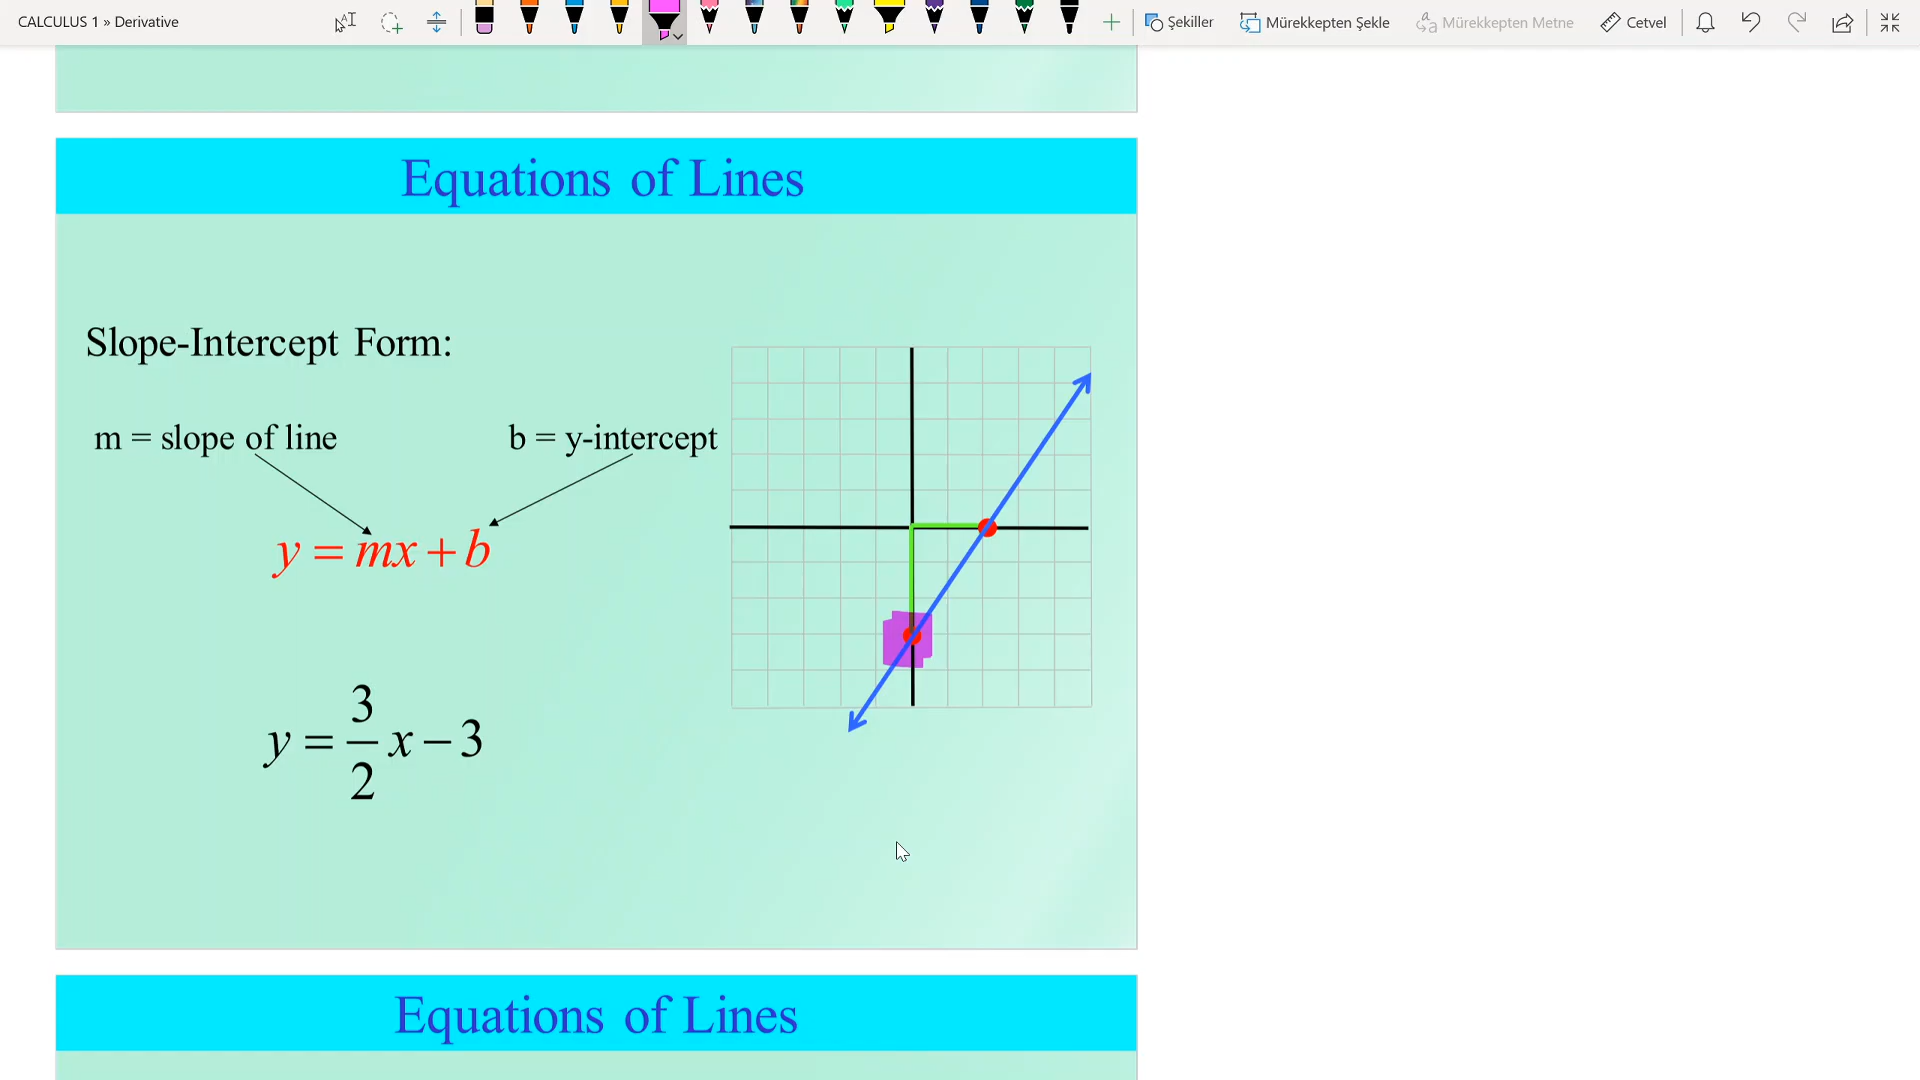 CALCULUS 1 » Derivative
Şekiller
Mürekkepten Şekle
Mürekkepten Metne
Cetvel
Equations of Lines
Slope-Intercept Form:
m = slope of line
b = y-intercept
y = mx + b
y = 3/2 x − 3
Equations of Lines